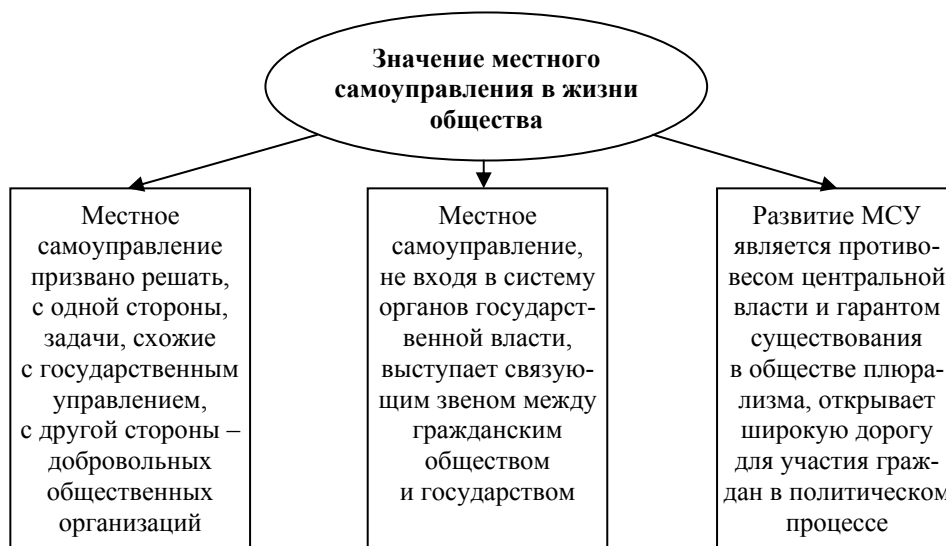 Значение местного
самоуправления в жизни
общества
Местное
самоуправление
призвано решать,
с одной стороны,
задачи, схожие
с государственным
управлением,
с другой стороны –
добровольных
общественных
организаций
Местное
самоуправление,
не входя в систему
органов государст-
венной власти,
выступает связую-
щим звеном между
гражданским
обществом
и государством
Развитие МСУ
является противо-
весом центральной
власти и гарантом
существования
в обществе плюра-
лизма, открывает
широкую дорогу
для участия граж-
дан в политическом
процессе